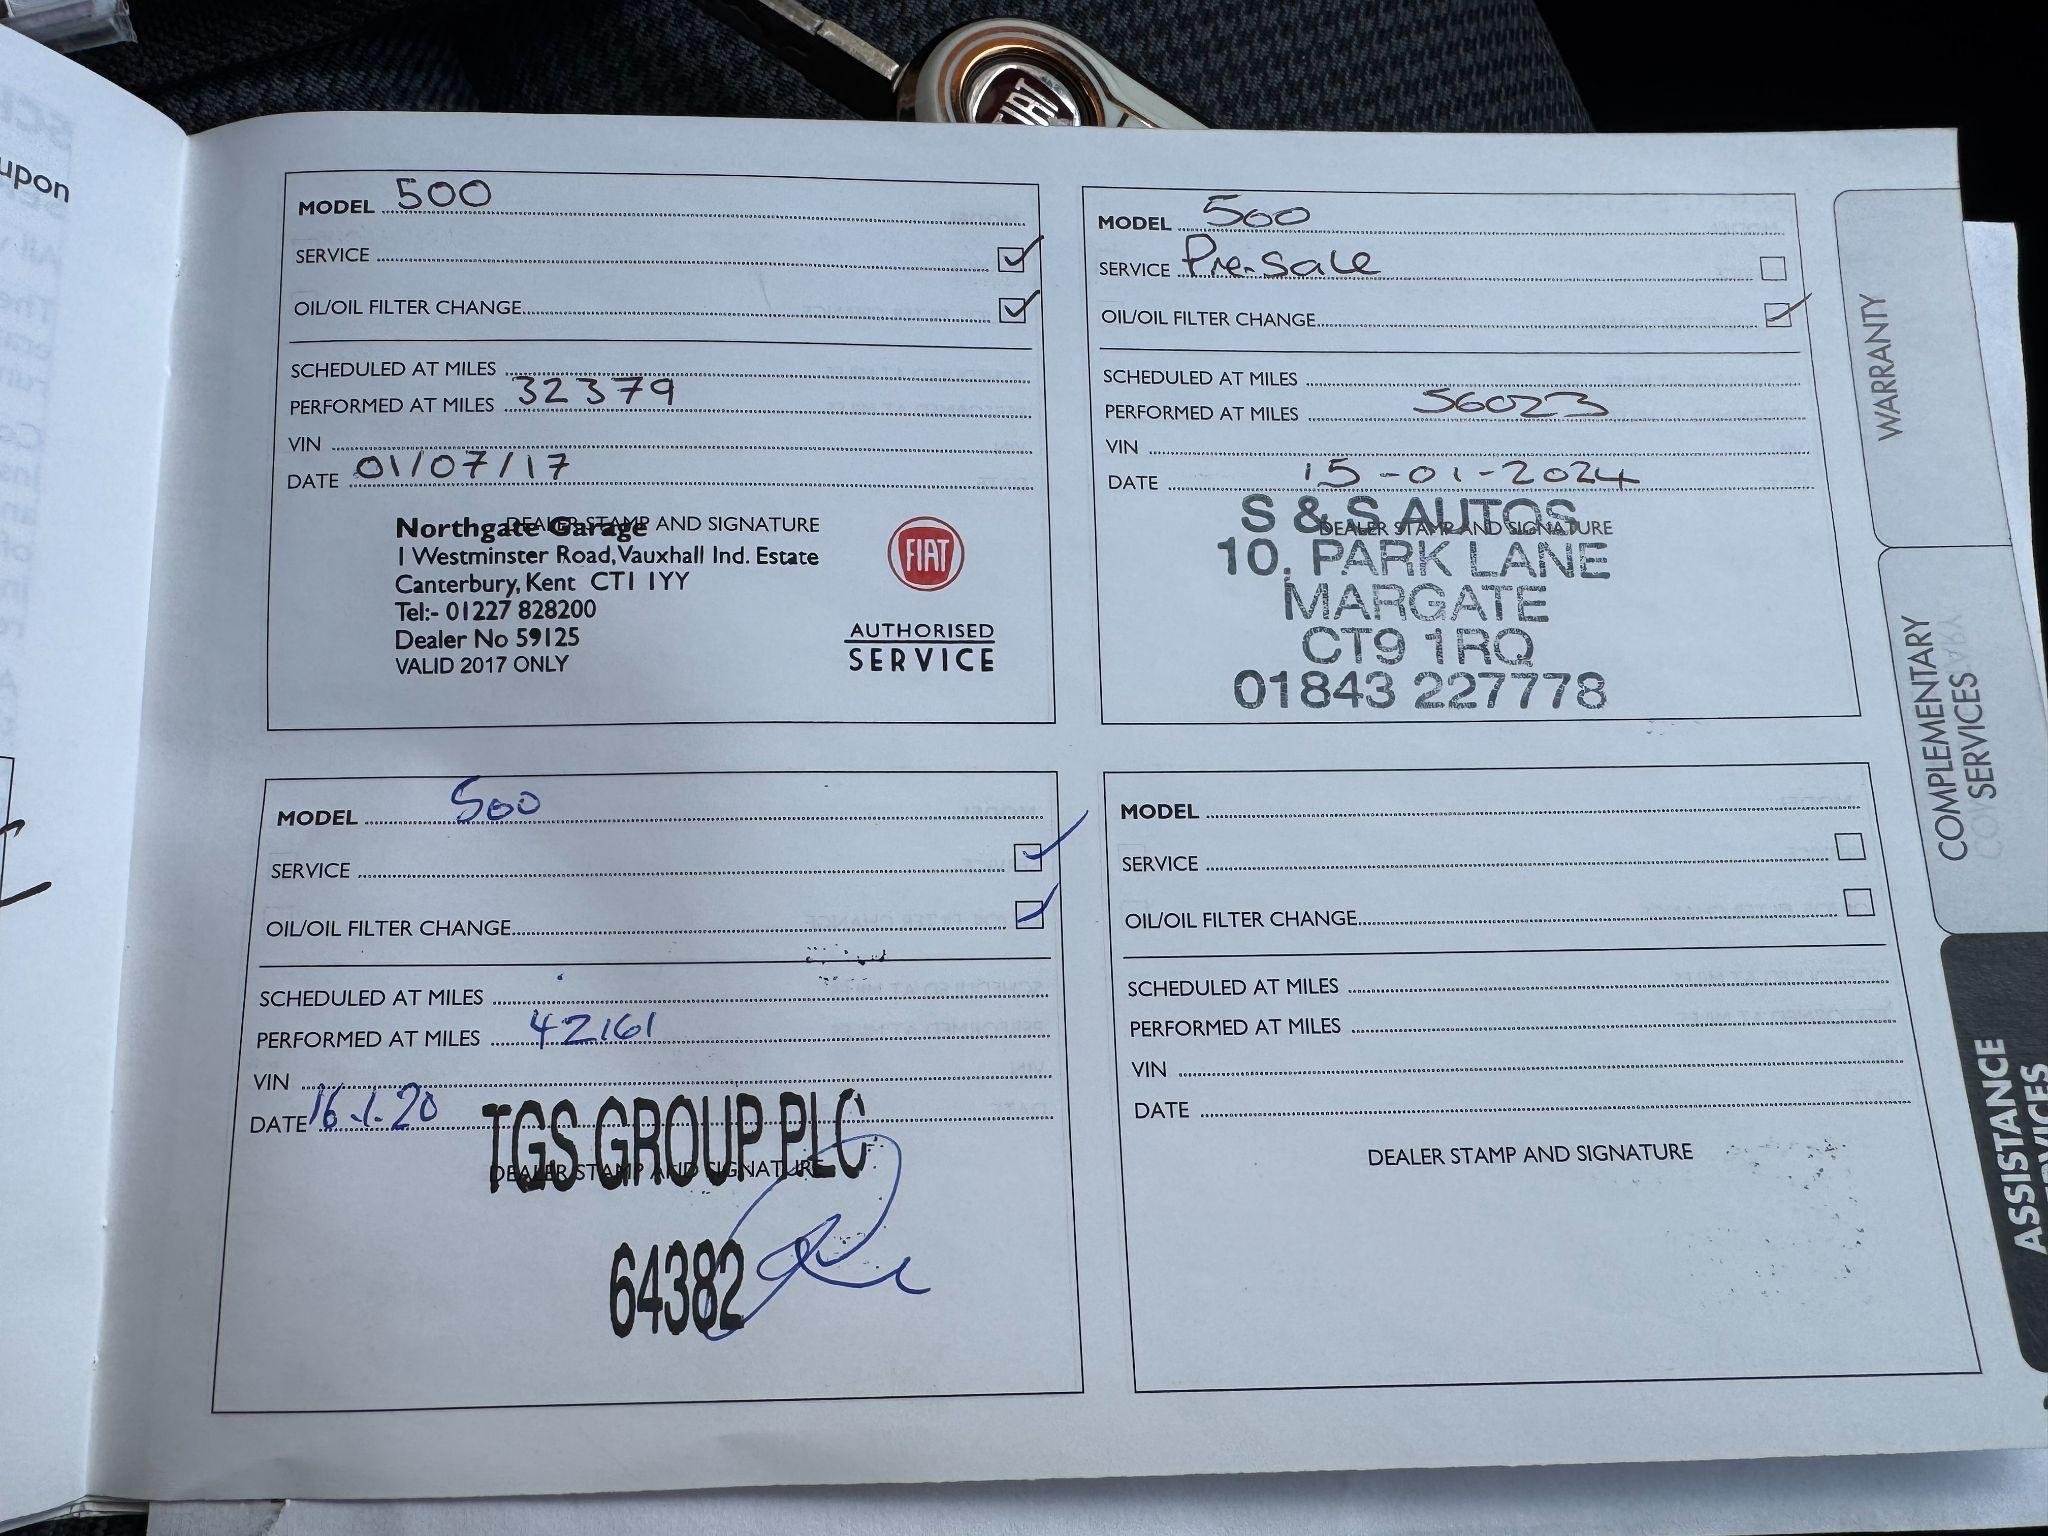 upon
FIAT
MODEL 500
SERVICE ✓
OIL/OIL FILTER CHANGE ✓
SCHEDULED AT MILES
PERFORMED AT MILES 32379
VIN
DATE 01/07/17
DEALER STAMP AND SIGNATURE
Northgate Garage
1 Westminster Road, Vauxhall Ind. Estate
Canterbury, Kent CT1 1YY
Tel:- 01227 828200
Dealer No 59125
VALID 2017 ONLY
FIAT
AUTHORISED
SERVICE
MODEL 500
SERVICE Pre-Sale
OIL/OIL FILTER CHANGE ✓
SCHEDULED AT MILES
PERFORMED AT MILES 56023
VIN
DATE 15-01-2024
DEALER STAMP AND SIGNATURE
S & S AUTOS
10, PARK LANE
MARGATE
CT9 1RQ
01843 227778
MODEL 500
SERVICE ✓
OIL/OIL FILTER CHANGE ✓
SCHEDULED AT MILES
PERFORMED AT MILES 42161
VIN
DATE 16.1.20
DEALER STAMP AND SIGNATURE
TGS GROUP PLC
64382
MODEL
SERVICE
OIL/OIL FILTER CHANGE
SCHEDULED AT MILES
PERFORMED AT MILES
VIN
DATE
DEALER STAMP AND SIGNATURE
WARRANTY
COMPLEMENTARY
SERVICES
ASSISTANCE
SERVICES